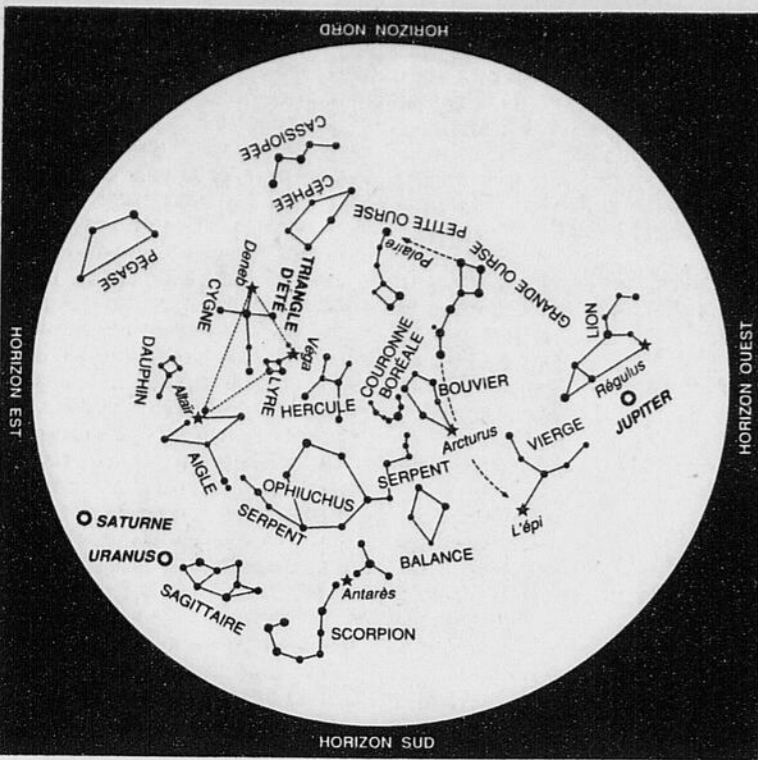 HORIZON NORD
CASSIOPÉE
CÉPHÉE
PETITE OURSE
Polaire
GRANDE OURSE
PÉGASE
Deneb
TRIANGLE
D'ÉTÉ
CYGNE
LION
HORIZON EST
DAUPHIN
Altaïr
Véga
LYRE
HERCULE
COURONNE
BORÉALE
BOUVIER
Régulus
JUPITER
HORIZON OUEST
Arcturus
VIERGE
AIGLE
SERPENT
OPHIUCHUS
SERPENT
L'épi
SATURNE
URANUS
BALANCE
SAGITTAIRE
Antarès
SCORPION
HORIZON SUD